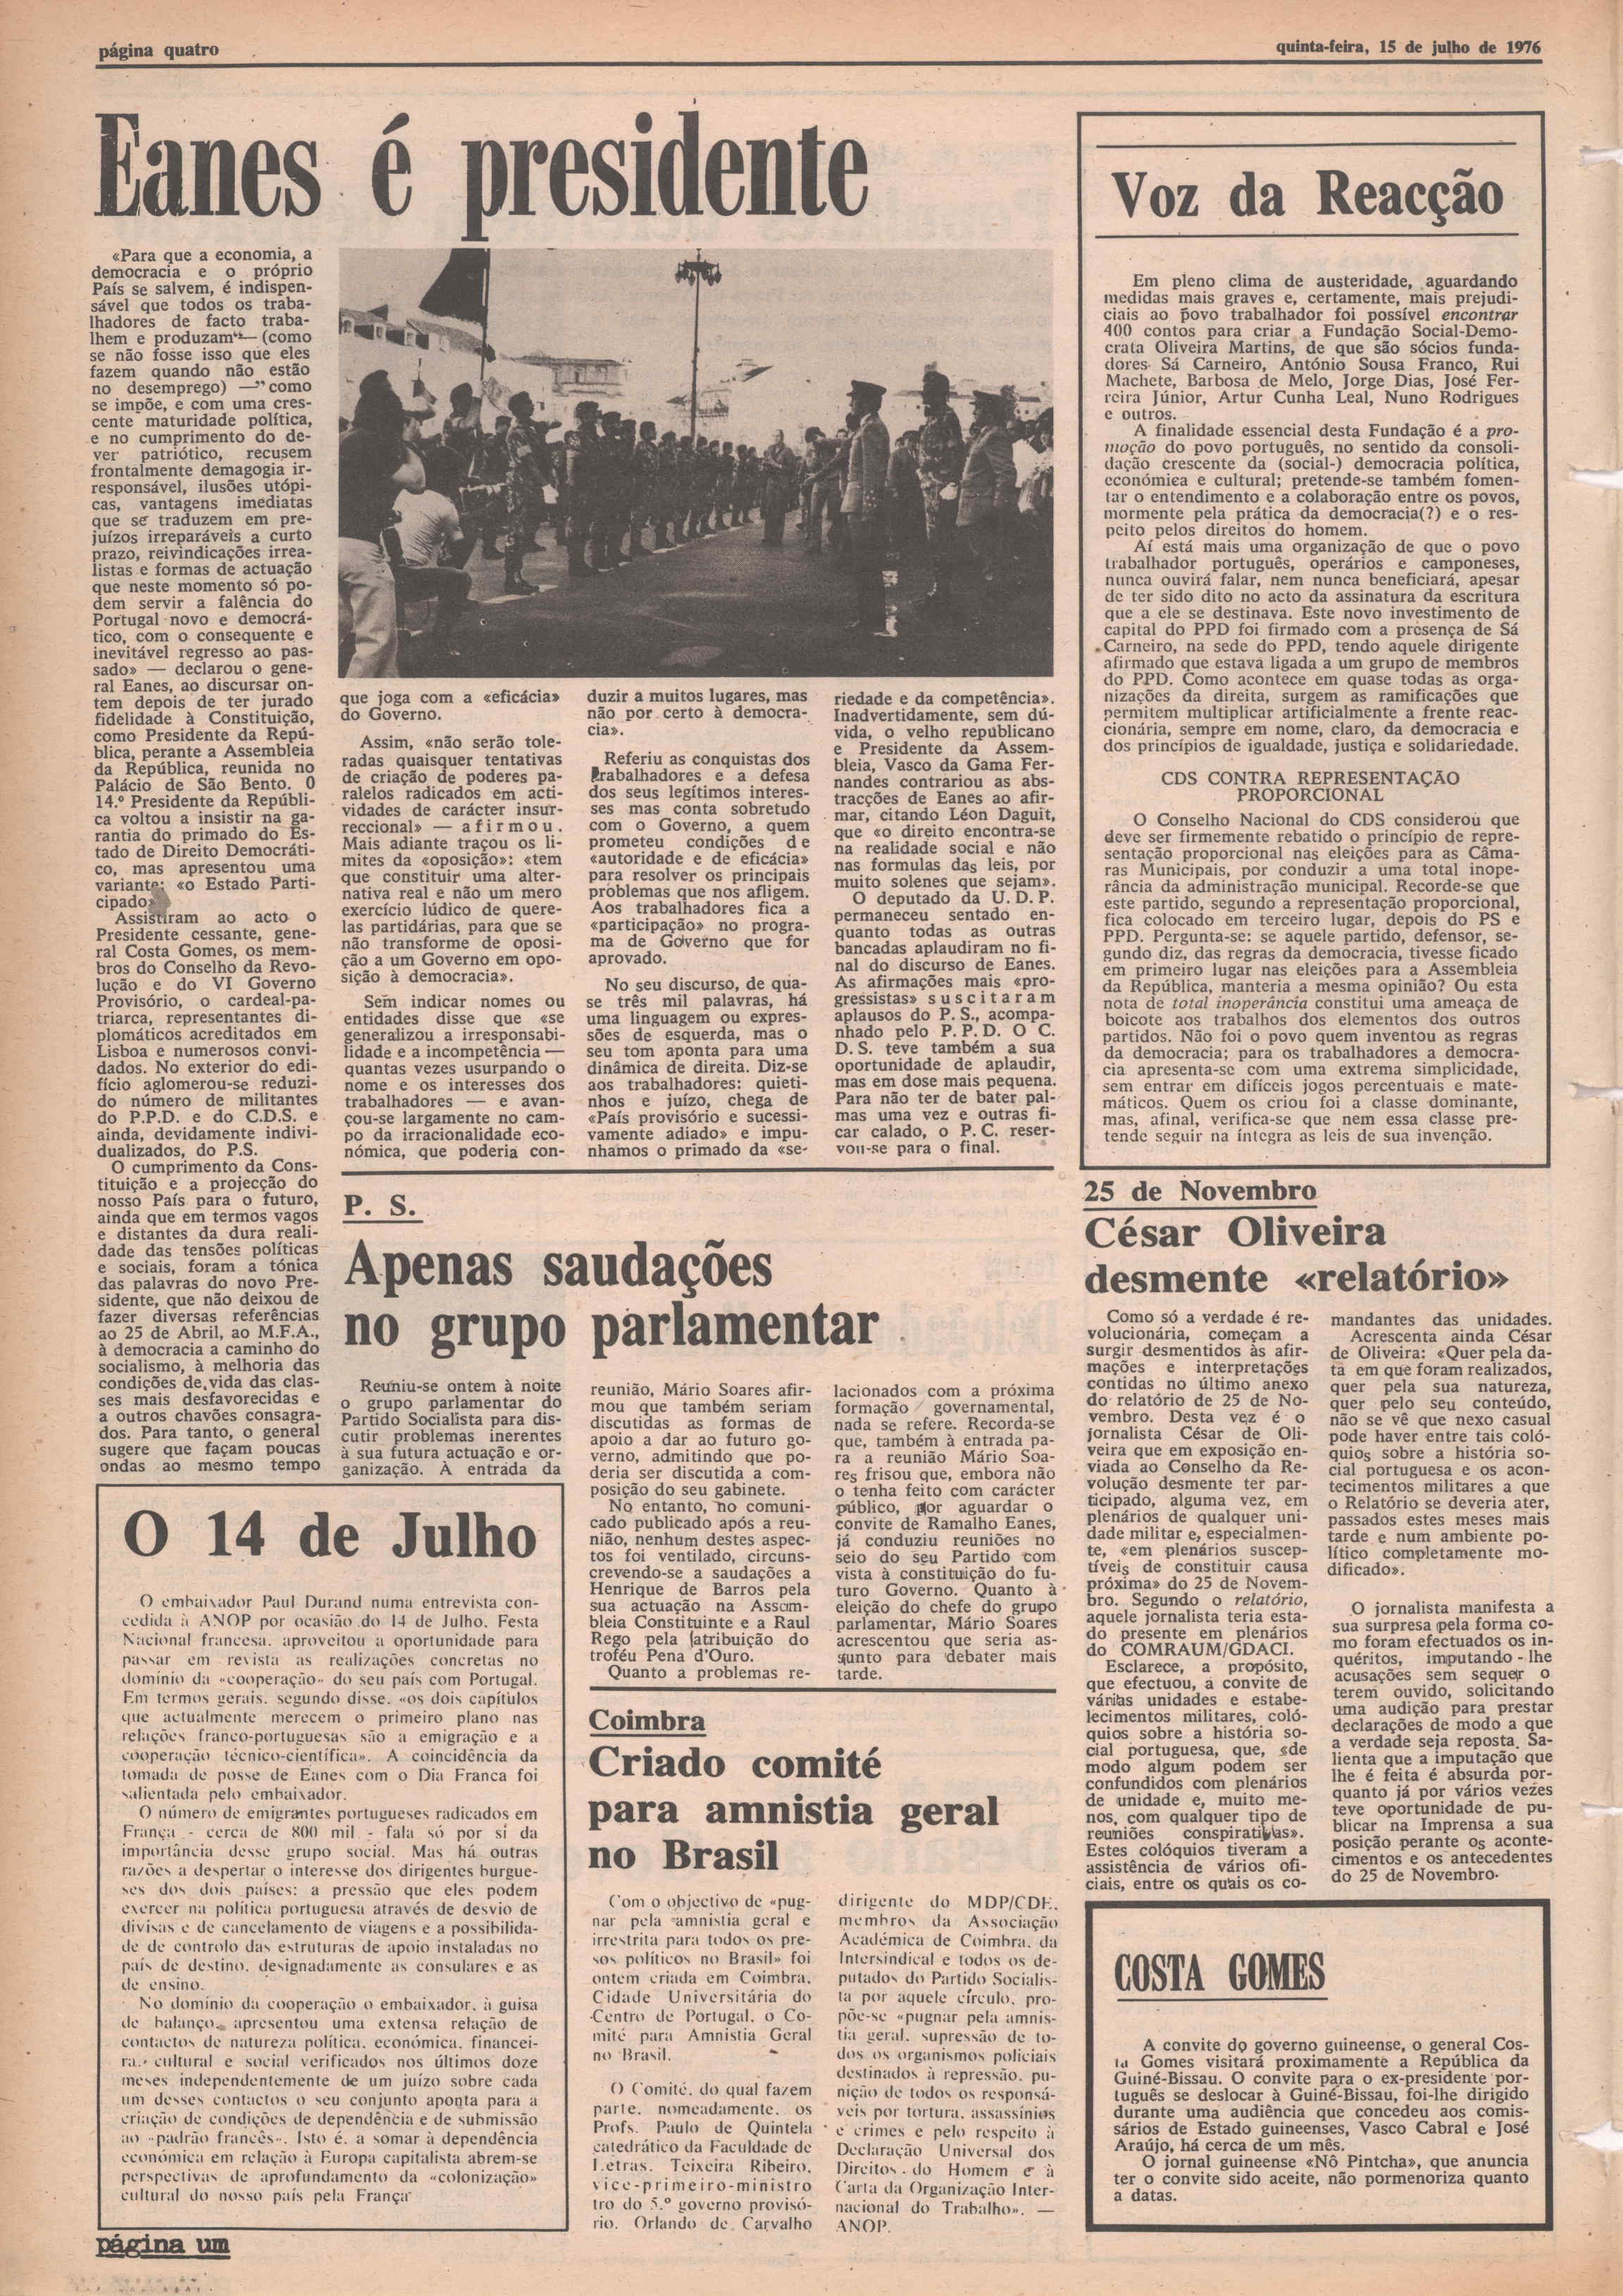 página quatro
quinta-feira, 15 de julho de 1976
Eanes é presidente
«Para que a economia, a
democracia e o próprio
País se salvem, é indispen-
sável que todos os traba-
lhadores de facto traba-
lhem e produzam“— (como
se não fosse isso que eles
fazem quando não estão
no desemprego) —”como
se impõe, e com uma cres-
cente maturidade política,
e no cumprimento do de-
ver patriótico, recusem
frontalmente demagogia ir-
responsável, ilusões utópi-
cas, vantagens imediatas
que se traduzem em pre-
juízos irreparáveis a curto
prazo, reivindicações irrea-
listas e formas de actuação
que neste momento só po-
dem servir a falência do
Portugal novo e democrá-
tico, com o consequente e
inevitável regresso ao pas-
sado» — declarou o gene-
ral Eanes, ao discursar on-
tem depois de ter jurado
fidelidade à Constituição,
como Presidente da Repú-
blica, perante a Assembleia
da República, reunida no
Palácio de São Bento. O
14.º Presidente da Repúbli-
ca voltou a insistir na ga-
rantia do primado do Es-
tado de Direito Democráti-
co, mas apresentou uma
variante: «o Estado Parti-
cipado»
Assistiram ao acto o
Presidente cessante, gene-
ral Costa Gomes, os mem-
bros do Conselho da Revo-
lução e do VI Governo
Provisório, o cardeal-pa-
triarca, representantes di-
plomáticos acreditados em
Lisboa e numerosos convi-
dados. No exterior do edi-
fício aglomerou-se reduzi-
do número de militantes
do P.P.D. e do C.D.S. e
ainda, devidamente indivi-
dualizados, do P.S.
O cumprimento da Cons-
tituição e a projecção do
nosso País para o futuro,
ainda que em termos vagos
e distantes da dura reali-
dade das tensões políticas
e sociais, foram a tónica
das palavras do novo Pre-
sidente, que não deixou de
fazer diversas referências
ao 25 de Abril, ao M.F.A.,
à democracia a caminho do
socialismo, à melhoria das
condições de vida das clas-
ses mais desfavorecidas e
a outros chavões consagra-
dos. Para tanto, o general
sugere que façam poucas
ondas ao mesmo tempo
que joga com a «eficácia»
do Governo.
Assim, «não serão tole-
radas quaisquer tentativas
de criação de poderes pa-
ralelos radicados em acti-
vidades de carácter insur-
reccional» — afirmou.
Mais adiante traçou os li-
mites da «oposição»: «tem
que constituir uma alter-
nativa real e não um mero
exercício lúdico de quere-
las partidárias, para que se
não transforme de oposi-
ção a um Governo em opo-
sição à democracia».
Sem indicar nomes ou
entidades disse que «se
generalizou a irresponsabi-
lidade e a incompetência —
quantas vezes usurpando o
nome e os interesses dos
trabalhadores — e avan-
çou-se largamente no cam-
po da irracionalidade eco-
nómica, que poderia con-
duzir a muitos lugares, mas
não por certo à democra-
cia».
Referiu as conquistas dos
trabalhadores e a defesa
dos seus legítimos interes-
ses mas conta sobretudo
com o Governo, a quem
prometeu condições de
«autoridade e de eficácia»
para resolver os principais
problemas que nos afligem.
Aos trabalhadores fica a
«participação» no progra-
ma de Governo que for
aprovado.
No seu discurso, de qua-
se três mil palavras, há
uma linguagem ou expres-
sões de esquerda, mas o
seu tom aponta para uma
dinâmica de direita. Diz-se
aos trabalhadores: quieti-
nhos e juízo, chega de
«País provisório e sucessi-
vamente adiado» e impu-
nhamos o primado da «se-
riedade e da competência».
Inadvertidamente, sem dú-
vida, o velho republicano
e Presidente da Assem-
bleia, Vasco da Gama Fer-
nandes contrariou as abs-
tracções de Eanes ao afir-
mar, citando Léon Daguit,
que «o direito encontra-se
na realidade social e não
nas formulas das leis, por
muito solenes que sejam».
O deputado da U.D.P.
permaneceu sentado en-
quanto todas as outras
bancadas aplaudiram no fi-
nal do discurso de Eanes.
As afirmações mais «pro-
gressistas» suscitaram
aplausos do P.S., acompa-
nhado pelo P.P.D. O C.
D.S. teve também a sua
oportunidade de aplaudir,
mas em dose mais pequena.
Para não ter de bater pal-
mas uma vez e outras fi-
car calado, o P.C. reser-
vou-se para o final.
Voz da Reacção
Em pleno clima de austeridade, aguardando
medidas mais graves e, certamente, mais prejudi-
ciais ao povo trabalhador foi possível encontrar
400 contos para criar a Fundação Social-Demo-
crata Oliveira Martins, de que são sócios funda-
dores Sá Carneiro, António Sousa Franco, Rui
Machete, Barbosa de Melo, Jorge Dias, José Fer-
reira Júnior, Artur Cunha Leal, Nuno Rodrigues
e outros.
A finalidade essencial desta Fundação é a pro-
moção do povo português, no sentido da consoli-
dação crescente da (social-) democracia política,
económica e cultural; pretende-se também fomen-
tar o entendimento e a colaboração entre os povos,
mormente pela prática da democracia(?) e o res-
peito pelos direitos do homem.
Aí está mais uma organização de que o povo
trabalhador português, operários e camponeses,
nunca ouvirá falar, nem nunca beneficiará, apesar
de ter sido dito no acto da assinatura da escritura
que a ele se destinava. Este novo investimento de
capital do PPD foi firmado com a presença de Sá
Carneiro, na sede do PPD, tendo aquele dirigente
afirmado que estava ligada a um grupo de membros
do PPD. Como acontece em quase todas as orga-
nizações da direita, surgem as ramificações que
permitem multiplicar artificialmente a frente reac-
cionária, sempre em nome, claro, da democracia e
dos princípios de igualdade, justiça e solidariedade.
CDS CONTRA REPRESENTAÇÃO
PROPORCIONAL
O Conselho Nacional do CDS considerou que
deve ser firmemente rebatido o princípio de repre-
sentação proporcional nas eleições para as Câma-
ras Municipais, por conduzir a uma total inope-
rância da administração municipal. Recorde-se que
este partido, segundo a representação proporcional,
fica colocado em terceiro lugar, depois do PS e
PPD. Pergunta-se: se aquele partido, defensor, se-
gundo diz, das regras da democracia, tivesse ficado
em primeiro lugar nas eleições para a Assembleia
da República, manteria a mesma opinião? Ou esta
nota de total inoperância constitui uma ameaça de
boicote aos trabalhos dos elementos dos outros
partidos. Não foi o povo quem inventou as regras
da democracia; para os trabalhadores a democra-
cia apresenta-se com uma extrema simplicidade,
sem entrar em difíceis jogos percentuais e mate-
máticos. Quem os criou foi a classe dominante,
mas, afinal, verifica-se que nem essa classe pre-
tende seguir na íntegra as leis de sua invenção.
P. S.
Apenas saudações
no grupo parlamentar
Reuniu-se ontem à noite
o grupo parlamentar do
Partido Socialista para dis-
cutir problemas inerentes
à sua futura actuação e or-
ganização. À entrada da
reunião, Mário Soares afir-
mou que também seriam
discutidas as formas de
apoio a dar ao futuro go-
verno, admitindo que po-
deria ser discutida a com-
posição do seu gabinete.
No entanto, no comuni-
cado publicado após a reu-
nião, nenhum destes aspec-
tos foi ventilado, circuns-
crevendo-se a saudações a
Henrique de Barros pela
sua actuação na Assem-
bleia Constituinte e a Raul
Rego pela atribuição do
troféu Pena d'Ouro.
Quanto a problemas re-
lacionados com a próxima
formação governamental,
nada se refere. Recorda-se
que, também à entrada pa-
ra a reunião Mário Soa-
res frisou que, embora não
o tenha feito com carácter
público, por aguardar o
convite de Ramalho Eanes,
já conduziu reuniões no
seio do seu Partido com
vista à constituição do fu-
turo Governo. Quanto à
eleição do chefe do grupo
parlamentar, Mário Soares
acrescentou que seria as-
sunto para debater mais
tarde.
25 de Novembro
César Oliveira
desmente «relatório»
Como só a verdade é re-
volucionária, começam a
surgir desmentidos às afir-
mações e interpretações
contidas no último anexo
do relatório de 25 de No-
vembro. Desta vez é o
jornalista César de Oli-
veira que em exposição en-
viada ao Conselho da Re-
volução desmente ter par-
ticipado, alguma vez, em
plenários de qualquer uni-
dade militar e, especialmen-
te, «em plenários suscep-
tíveis de constituir causa
próxima» do 25 de Novem-
bro. Segundo o relatório,
aquele jornalista teria esta-
do presente em plenários
do COMRAUM/GDACI.
Esclarece, a propósito,
que efectuou, a convite de
várias unidades e estabe-
lecimentos militares, coló-
quios sobre a história so-
cial portuguesa, que, «de
modo algum podem ser
confundidos com plenários
de unidade e, muito me-
nos, com qualquer tipo de
reuniões conspirativas».
Estes colóquios tiveram a
assistência de vários ofi-
ciais, entre os quais os co-
mandantes das unidades.
Acrescenta ainda César
de Oliveira: «Quer pela da-
ta em que foram realizados,
quer pela sua natureza,
quer pelo seu conteúdo,
não se vê que nexo casual
pode haver entre tais coló-
quios sobre a história so-
cial portuguesa e os acon-
tecimentos militares a que
o Relatório se deveria ater,
passados estes meses mais
tarde e num ambiente po-
lítico completamente mo-
dificado».
O jornalista manifesta a
sua surpresa pela forma co-
mo foram efectuados os in-
quéritos, imputando-lhe
acusações sem sequer o
terem ouvido, solicitando
uma audição para prestar
declarações de modo a que
a verdade seja reposta. Sa-
lienta que a imputação que
lhe é feita é absurda por-
quanto já por vários vezes
teve oportunidade de pu-
blicar na Imprensa a sua
posição perante os aconte-
cimentos e os antecedentes
do 25 de Novembro.
O 14 de Julho
O embaixador Paul Durand numa entrevista con-
cedida à ANOP por ocasião do 14 de Julho, Festa
Nacional francesa, aproveitou a oportunidade para
passar em revista as realizações concretas no
domínio da «cooperação» do seu país com Portugal.
Em termos gerais, segundo disse, «os dois capítulos
que actualmente merecem o primeiro plano nas
relações franco-portuguesas são a emigração e a
cooperação técnico-científica». A coincidência da
tomada de posse de Eanes com o Dia Franca foi
salientada pelo embaixador.
O número de emigrantes portugueses radicados em
França - cerca de 800 mil - fala só por si da
importância desse grupo social. Mas há outras
razões a despertar o interesse dos dirigentes burgue-
ses dos dois países: a pressão que eles podem
exercer na política portuguesa através de desvio de
divisas e de cancelamento de viagens e a possibilida-
de de controlo das estruturas de apoio instaladas no
país de destino, designadamente as consulares e as
de ensino.
No domínio da cooperação o embaixador, à guisa
de balanço, apresentou uma extensa relação de
contactos de natureza política, económica, financei-
ra, cultural e social verificados nos últimos doze
meses independentemente de um juízo sobre cada
um desses contactos o seu conjunto aponta para a
criação de condições de dependência e de submissão
ao «padrão francês». Isto é, a somar à dependência
económica em relação à Europa capitalista abrem-se
perspectivas de aprofundamento da «colonização»
cultural do nosso país pela França
Coimbra
Criado comité
para amnistia geral
no Brasil
Com o objectivo de «pug-
nar pela amnistia geral e
irrestrita para todos os pre-
sos políticos no Brasil» foi
ontem criada em Coimbra,
Cidade Universitária do
Centro de Portugal, o Co-
mité para Amnistia Geral
no Brasil.
O Comité, do qual fazem
parte, nomeadamente, os
Profs. Paulo de Quintela
catedrático da Faculdade de
Letras, Teixeira Ribeiro,
vice-primeiro-ministro
tro do 5.º governo provisó-
rio, Orlando de Carvalho
dirigente do MDP/CDE,
membros da Associação
Académica de Coimbra, da
Intersindical e todos os de-
putados do Partido Socialis-
ta por aquele círculo, pro-
põe-se «pugnar pela amnis-
tia geral, supressão de to-
dos os organismos policiais
destinados à repressão, pu-
nição de todos os responsá-
veis por tortura, assassínios
e crimes e pelo respeito à
Declaração Universal dos
Direitos do Homem e à
Carta da Organização Inter-
nacional do Trabalho». —
ANOP.
COSTA GOMES
A convite do governo guineense, o general Cos-
ta Gomes visitará proximamente a República da
Guiné-Bissau. O convite para o ex-presidente por-
tuguês se deslocar à Guiné-Bissau, foi-lhe dirigido
durante uma audiência que concedeu aos comis-
sários de Estado guineenses, Vasco Cabral e José
Araújo, há cerca de um mês.
O jornal guineense «Nô Pintcha», que anuncia
ter o convite sido aceite, não pormenoriza quanto
a datas.
página um